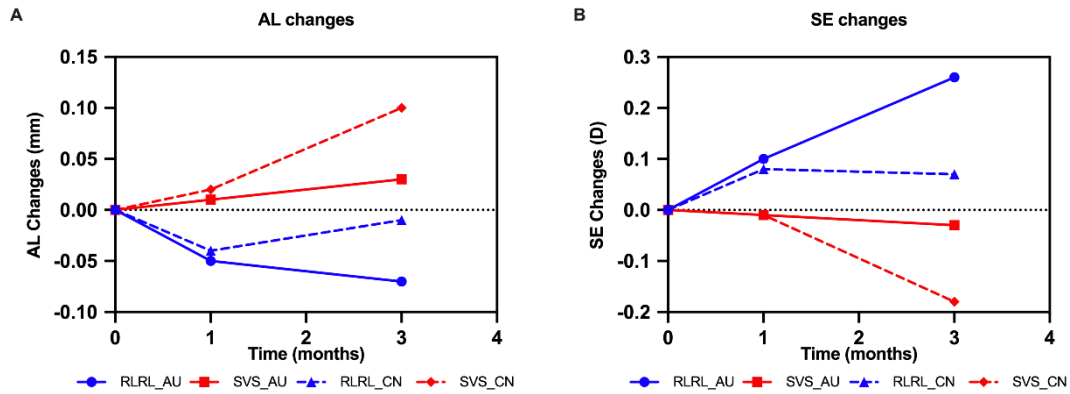 A
AL changes
AL Changes (mm)
0.15
0.10
0.05
0.00
-0.05
-0.10
0 1 2 3 4
Time (months)
RLRL_AU SVS_AU RLRL_CN SVS_CN
B
SE changes
SE Changes (D)
0.3
0.2
0.1
0.0
-0.1
-0.2
0 1 2 3 4
Time (months)
RLRL_AU SVS_AU RLRL_CN SVS_CN